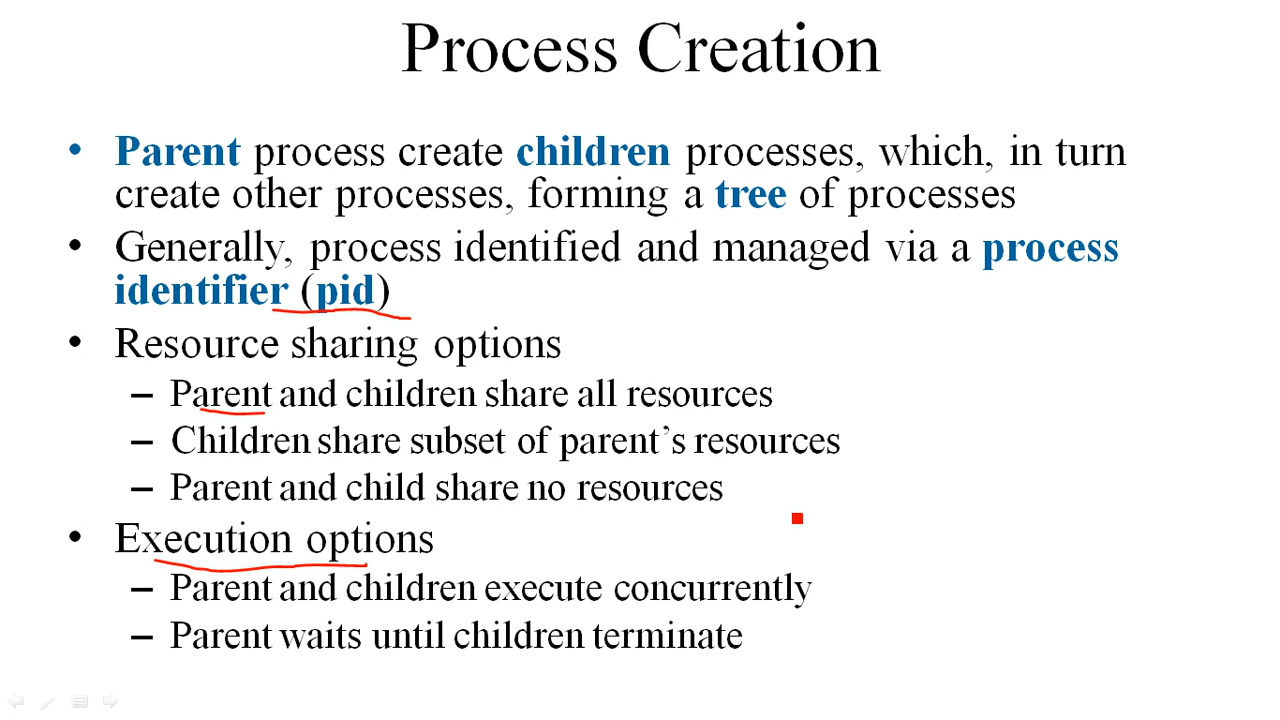 Process Creation
• Parent process create children processes, which, in turn
create other processes, forming a tree of processes
• Generally, process identified and managed via a process
identifier (pid)
• Resource sharing options
– Parent and children share all resources
– Children share subset of parent’s resources
– Parent and child share no resources
• Execution options
– Parent and children execute concurrently
– Parent waits until children terminate